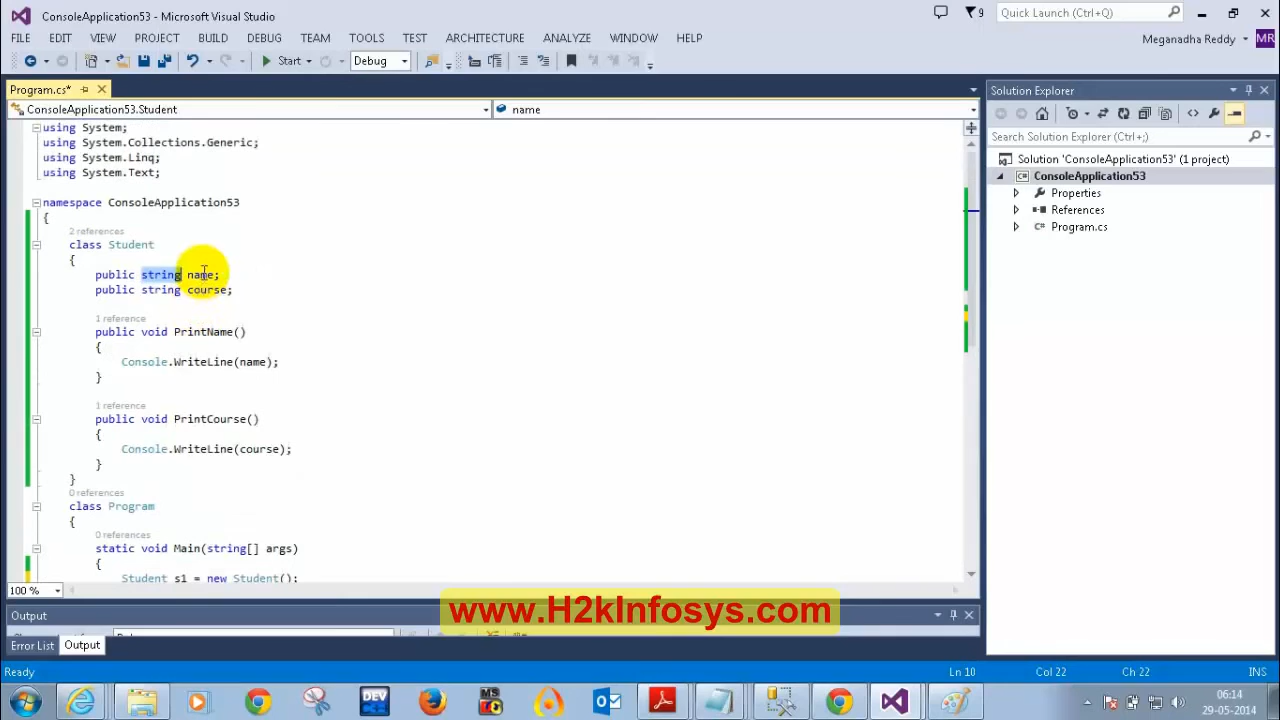 ConsoleApplication53 - Microsoft Visual Studio
9
Quick Launch (Ctrl+Q)
FILE EDIT VIEW PROJECT BUILD DEBUG TEAM TOOLS TEST ARCHITECTURE ANALYZE WINDOW HELP
Meganadha Reddy MR
Start Debug
Program.cs*
ConsoleApplication53.Student
name
using System;
using System.Collections.Generic;
using System.Linq;
using System.Text;
namespace ConsoleApplication53
{
2 references
class Student
{
public string name;
public string course;
1 reference
public void PrintName()
{
Console.WriteLine(name);
}
1 reference
public void PrintCourse()
{
Console.WriteLine(course);
}
}
0 references
class Program
{
0 references
static void Main(string[] args)
{
Student s1 = new Student();
100 %
Solution Explorer
Search Solution Explorer (Ctrl+;)
Solution 'ConsoleApplication53' (1 project)
ConsoleApplication53
Properties
References
C# Program.cs
Output
www.H2kInfosys.com
Error List Output
Ready
Ln 10 Col 22 Ch 22 INS
DEV
MS
06:14
29-05-2014